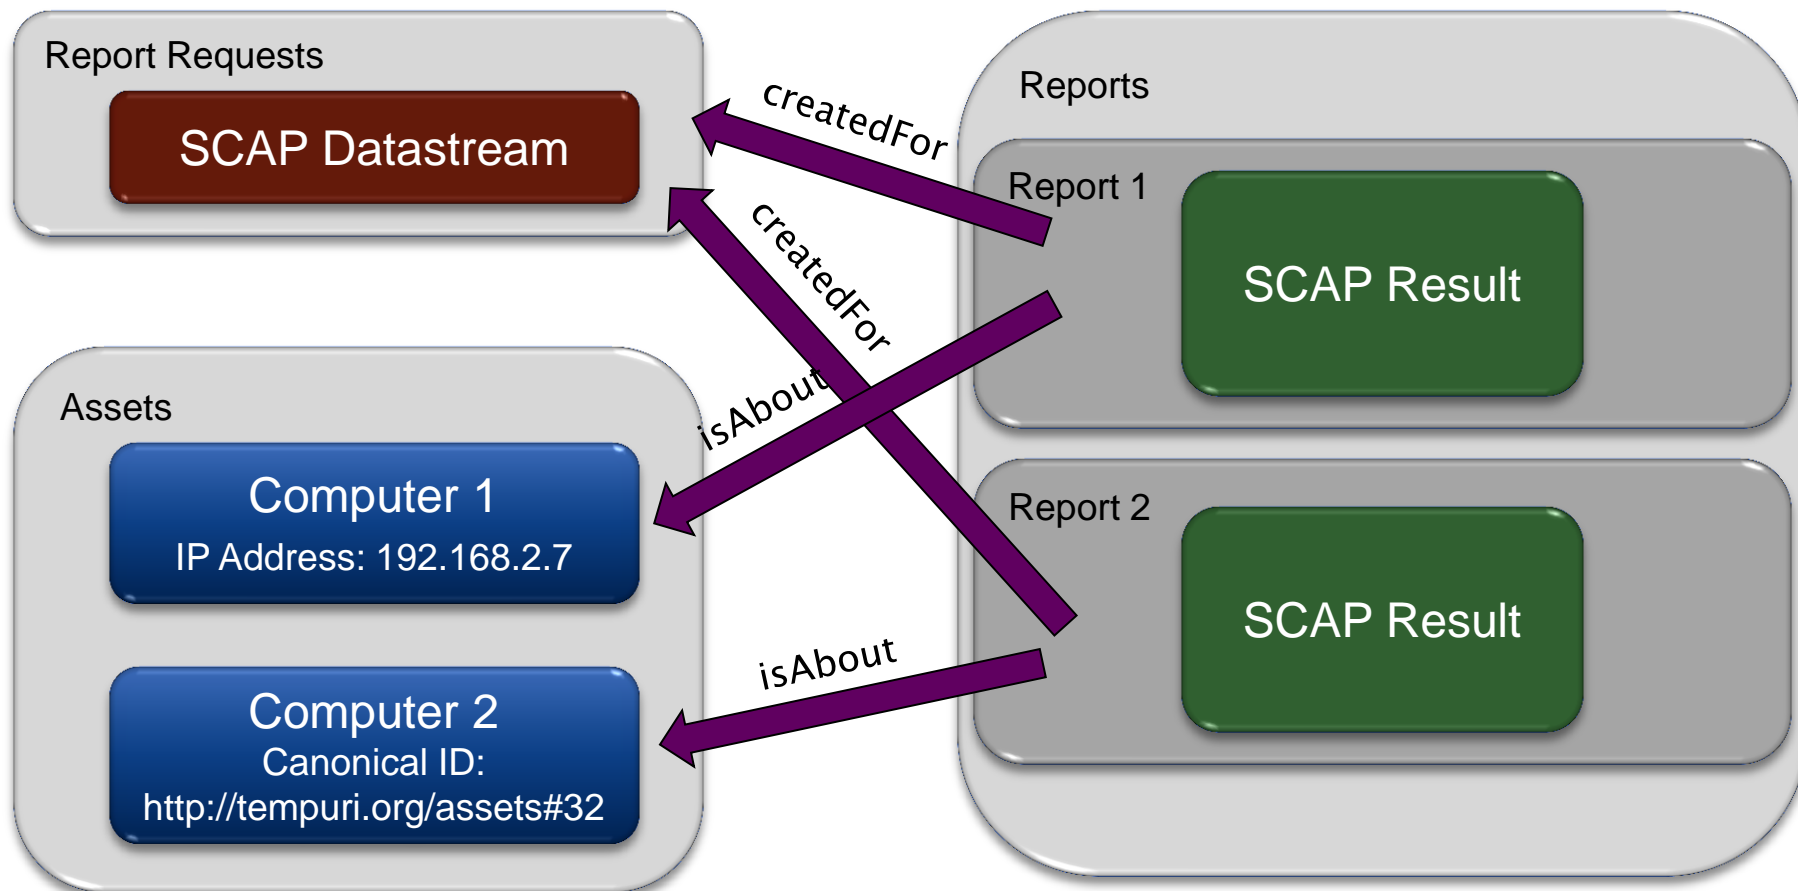 Report Requests
SCAP Datastream
createdFor
createdFor
isAbout
isAbout
Assets
Computer 1
IP Address: 192.168.2.7
Computer 2
Canonical ID:
http://tempuri.org/assets#32
Reports
Report 1
SCAP Result
Report 2
SCAP Result